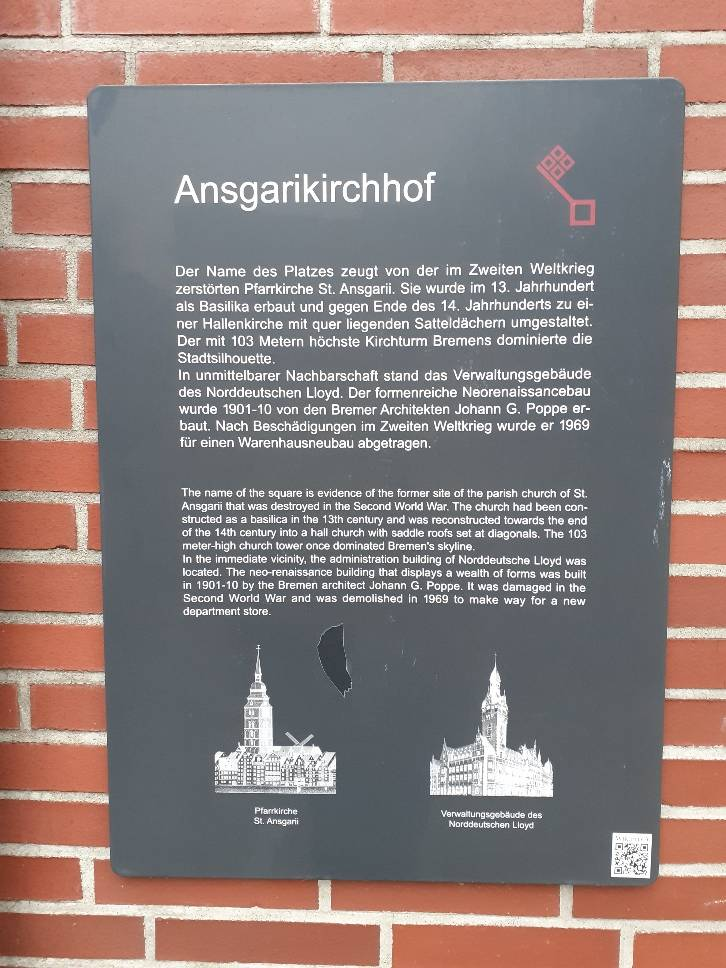 Ansgarikirchhof
Der Name des Platzes zeugt von der im Zweiten Weltkrieg
zerstörten Pfarrkirche St. Ansgarii. Sie wurde im 13. Jahrhundert
als Basilika erbaut und gegen Ende des 14. Jahrhunderts zu ei-
ner Hallenkirche mit quer liegenden Satteldächern umgestaltet.
Der mit 103 Metern höchste Kirchturm Bremens dominierte die
Stadtsilhouette.
In unmittelbarer Nachbarschaft stand das Verwaltungsgebäude
des Norddeutschen Lloyd. Der formenreiche Neorenaissancebau
wurde 1901-10 von den Bremer Architekten Johann G. Poppe er-
baut. Nach Beschädigungen im Zweiten Weltkrieg wurde er 1969
für einen Warenhausneubau abgetragen.
The name of the square is evidence of the former site of the parish church of St.
Ansgarii that was destroyed in the Second World War. The church had been con-
structed as a basilica in the 13th century and was reconstructed towards the end
of the 14th century into a hall church with saddle roofs set at diagonals. The 103
meter-high church tower once dominated Bremen's skyline.
In the immediate vicinity, the administration building of Norddeutsche Lloyd was
located. The neo-renaissance building that displays a wealth of forms was built
in 1901-10 by the Bremen architect Johann G. Poppe. It was damaged in the
Second World War and was demolished in 1969 to make way for a new
department store.
Pfarrkirche
St. Ansgarii
Verwaltungsgebäude des
Norddeutschen Lloyd